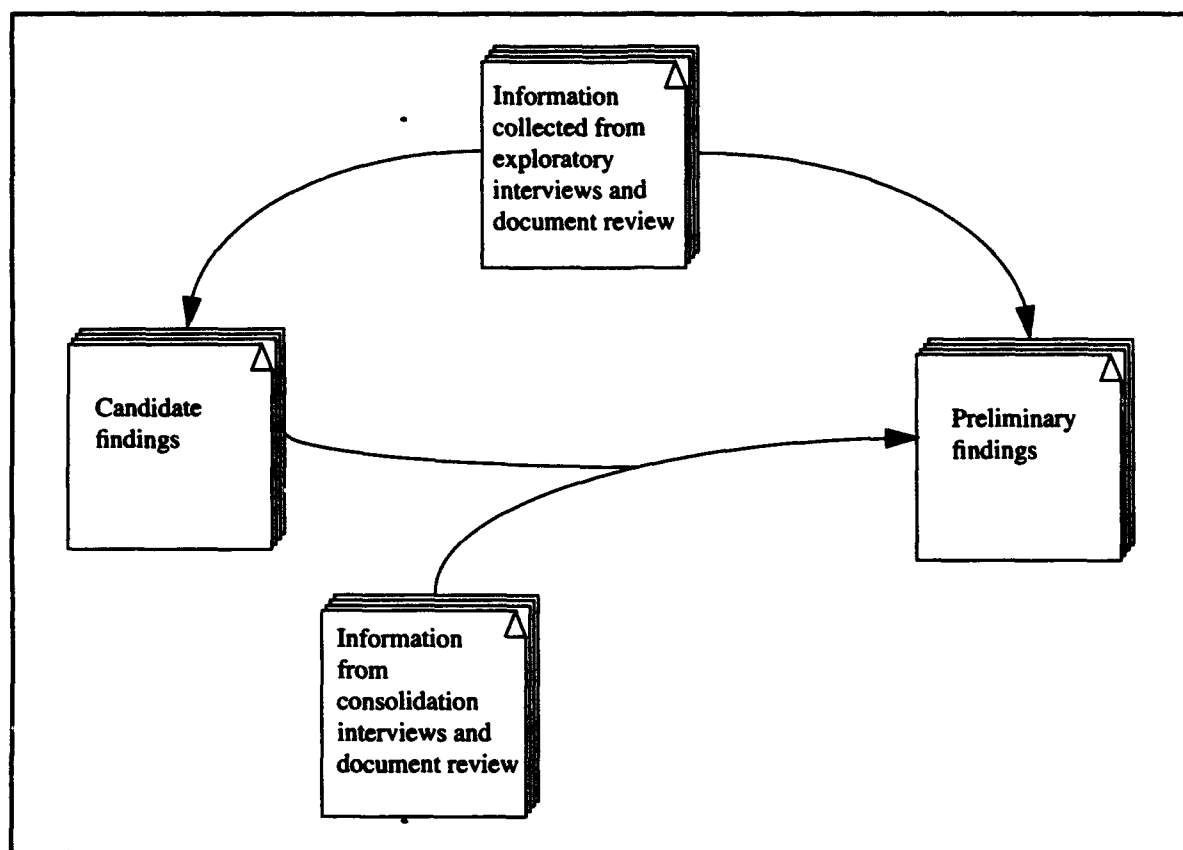 Information
collected from
exploratory
interviews and
document review
Candidate
findings
Preliminary
findings
Information
from
consolidation
interviews and
document review